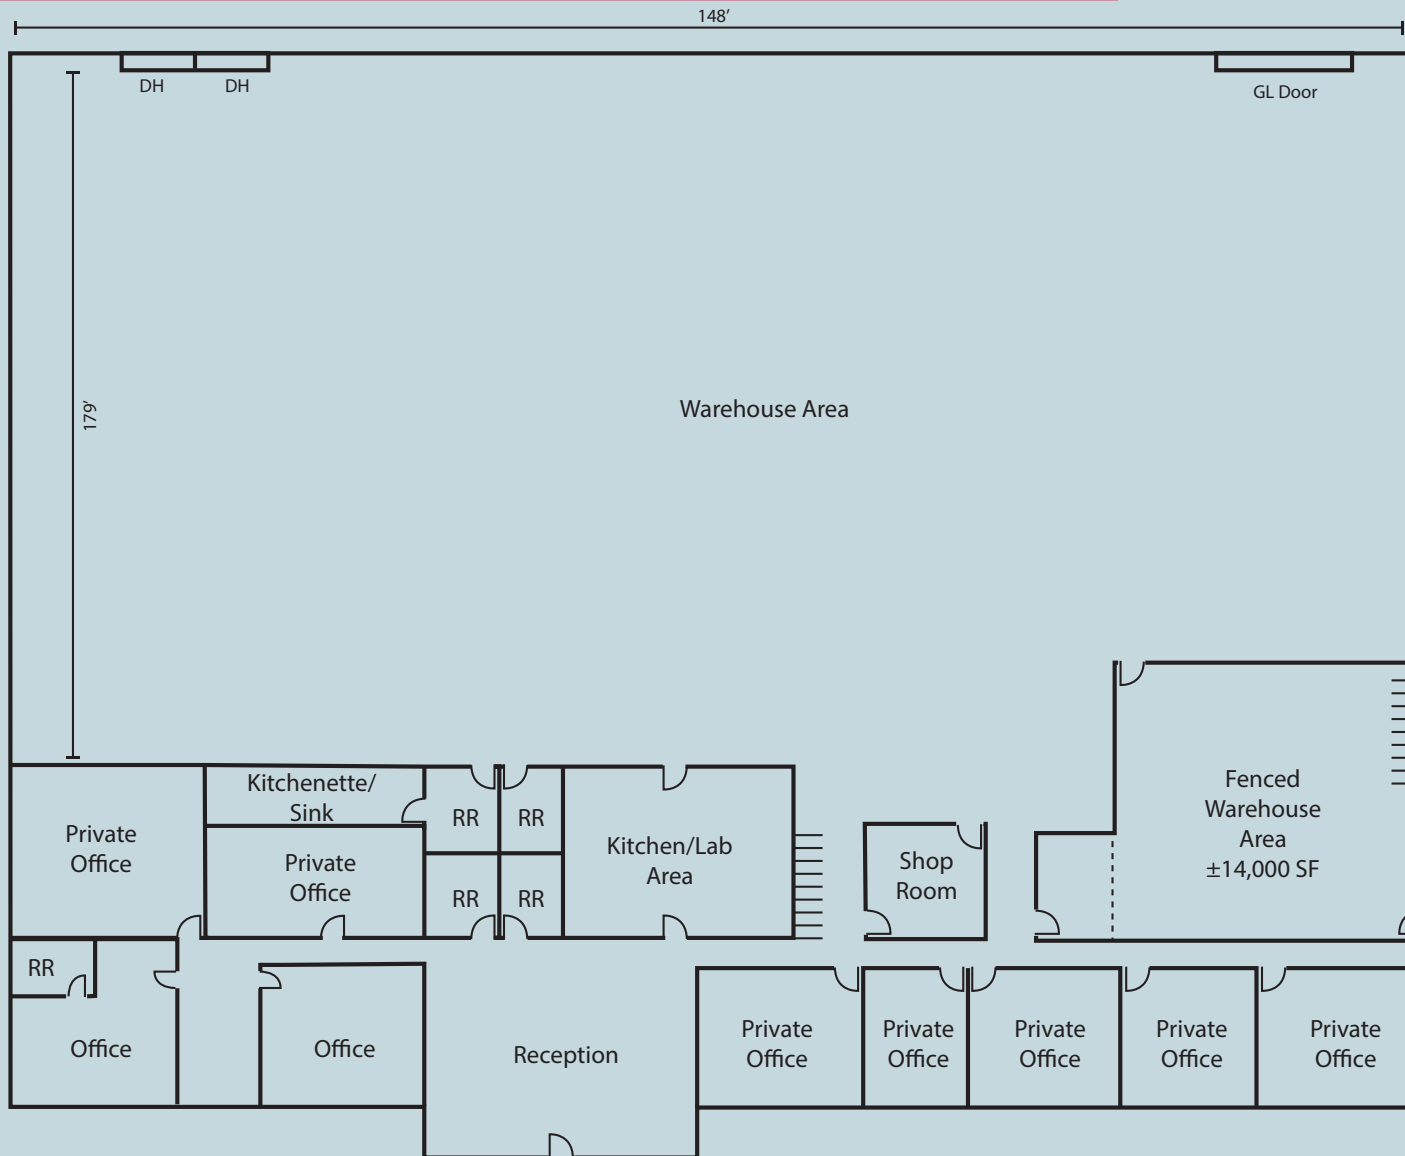 148’
DH
DH
GL Door
179’
Warehouse Area
Kitchenette/
Sink
Private
Office
Private
Office
RR
RR
RR
RR
Kitchen/Lab
Area
Shop
Room
Fenced
Warehouse
Area
±14,000 SF
RR
Office
Office
Reception
Private
Office
Private
Office
Private
Office
Private
Office
Private
Office